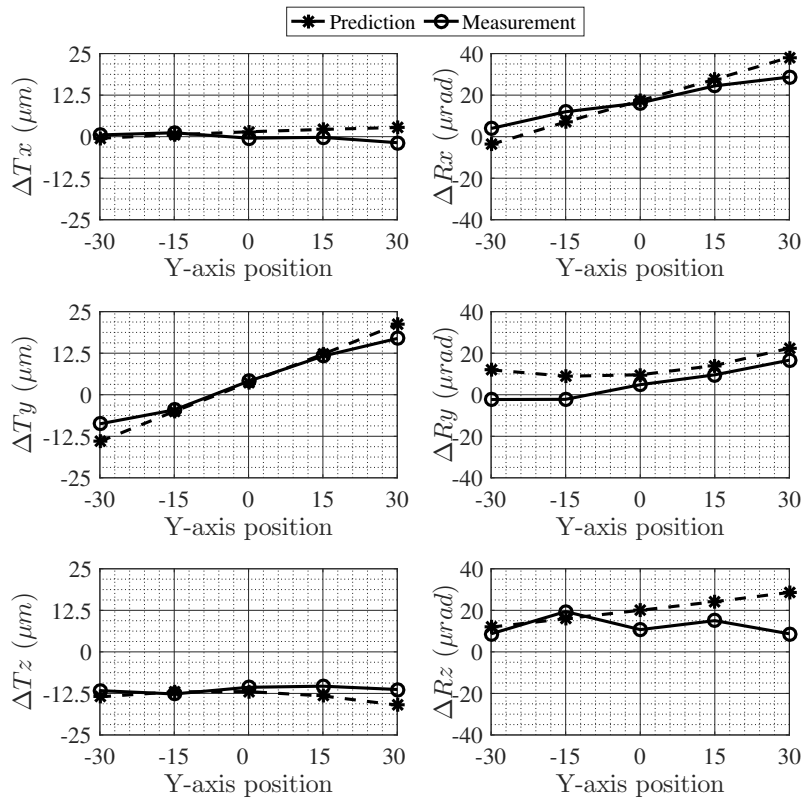 Prediction Measurement
25
12.5
0
-12.5
-25
ΔTx (μm)
-30 -15 0 15 30
Y-axis position
40
20
0
-20
-40
ΔRx (μrad)
-30 -15 0 15 30
Y-axis position
25
12.5
0
-12.5
-25
ΔTy (μm)
-30 -15 0 15 30
Y-axis position
40
20
0
-20
-40
ΔRy (μrad)
-30 -15 0 15 30
Y-axis position
25
12.5
0
-12.5
-25
ΔTz (μm)
-30 -15 0 15 30
Y-axis position
40
20
0
-20
-40
ΔRz (μrad)
-30 -15 0 15 30
Y-axis position